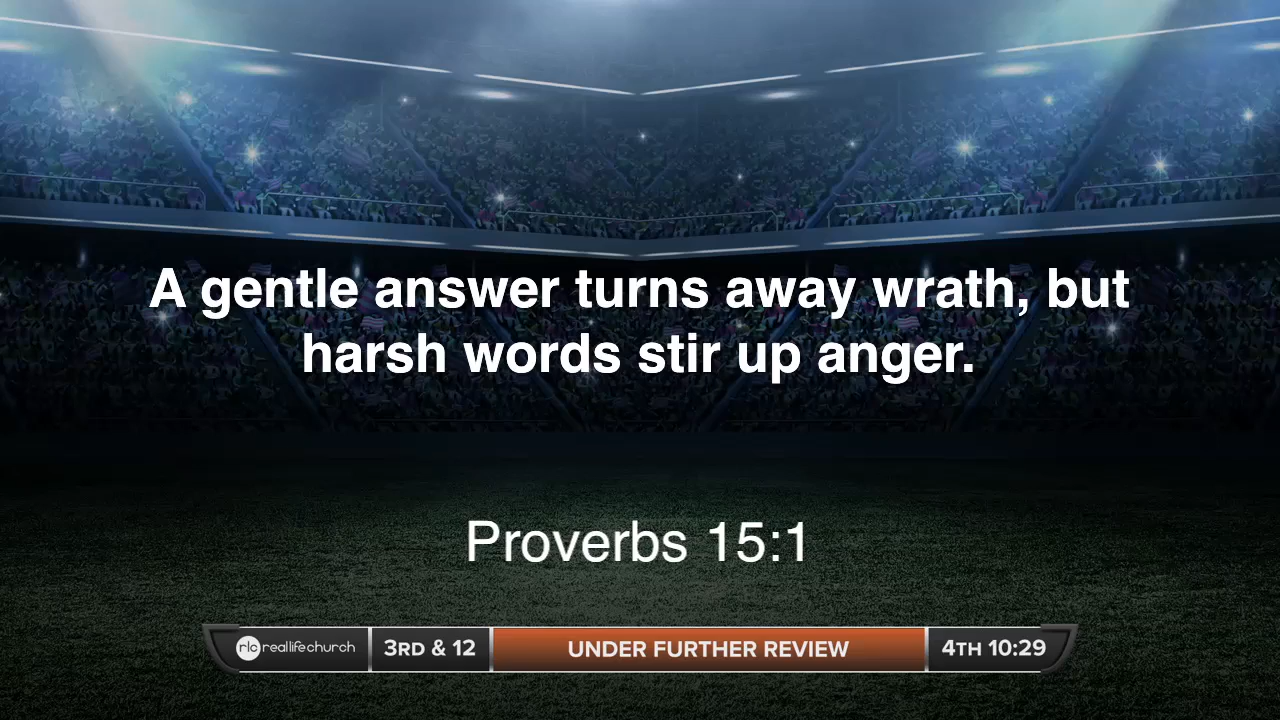 A gentle answer turns away wrath, but
harsh words stir up anger.
Proverbs 15:1
rlc reallifechurch 3RD & 12 UNDER FURTHER REVIEW 4TH 10:29